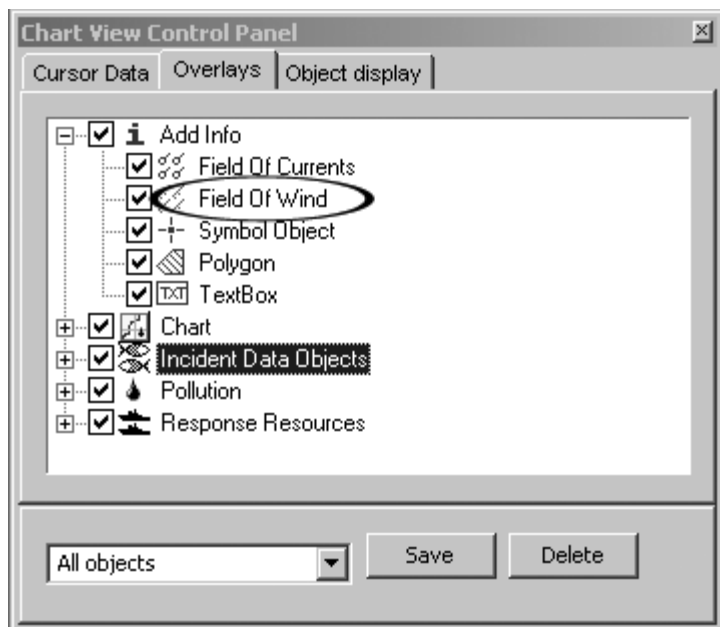 Chart View Control Panel
Cursor Data Overlays Object display
i Add Info
Field Of Currents
Field Of Wind
Symbol Object
Polygon
TXT TextBox
Chart
Incident Data Objects
Pollution
Response Resources
All objects Save Delete